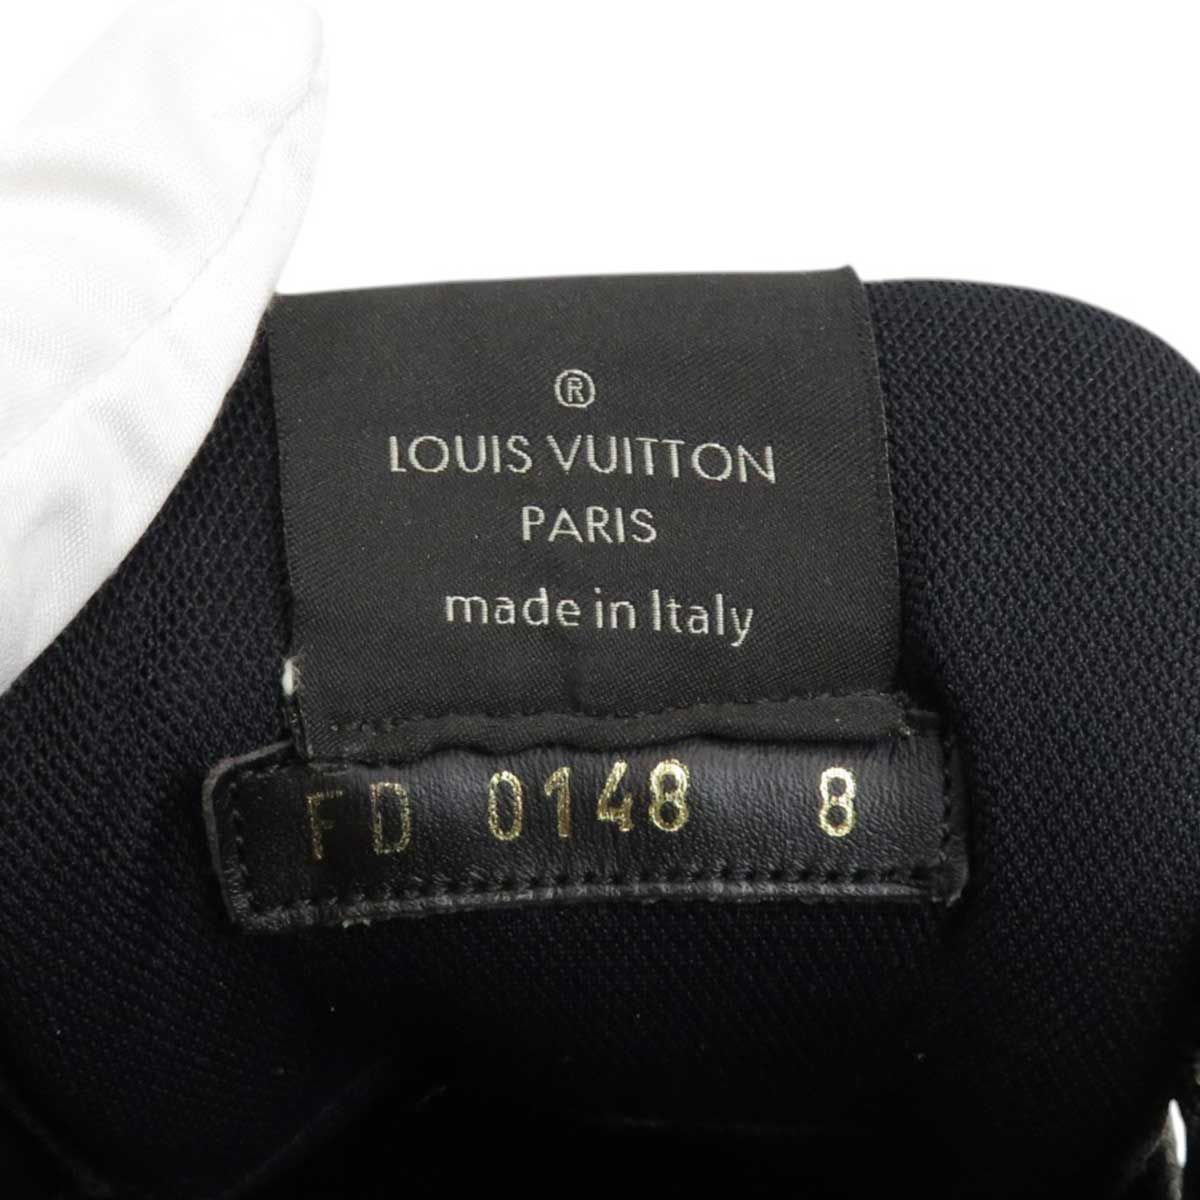 ®
LOUIS VUITTON
PARIS
made in Italy
FD 0148 8